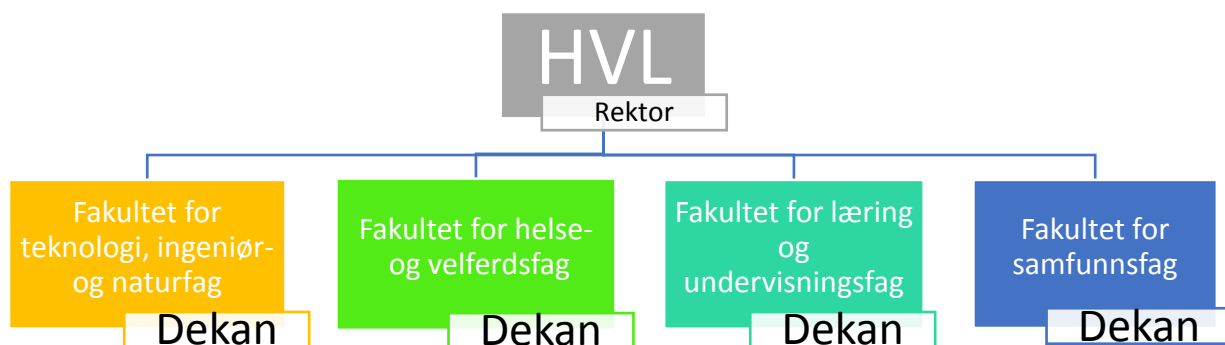 HVL
Rektor
Fakultet for
teknologi, ingeniør-
og naturfag
Dekan
Fakultet for helse-
og velferdsfag
Dekan
Fakultet for læring
og
undervisningsfag
Dekan
Fakultet for
samfunnsfag
Dekan